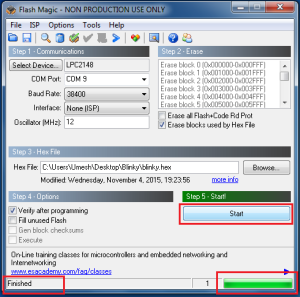 Flash Magic - NON PRODUCTION USE ONLY
File ISP Options Tools Help
Step 1 - Communications
Step 2 - Erase
Select Device...
LPC2148
COM Port:
COM 9
Baud Rate:
38400
Interface:
None (ISP)
Oscillator (MHz):
12
Erase block 0 (0x000000-0x000FFF)
Erase block 1 (0x001000-0x001FFF)
Erase block 2 (0x002000-0x002FFF)
Erase block 3 (0x003000-0x003FFF)
Erase block 4 (0x004000-0x004FFF)
Erase block 5 (0x005000-0x005FFF)
Erase all Flash+Code Rd Prot
Erase blocks used by Hex File
Step 3 - Hex File
Hex File:
C:\Users\Umesh\Desktop\Blinky\blinky.hex
Browse...
Modified: Wednesday, November 4, 2015, 19:23:56
more info
Step 4 - Options
Step 5 - Start!
Verify after programming
Fill unused Flash
Gen block checksums
Execute
Start
On-Line training classes for microcontrollers and embedded networking and
Internetworking
www.esacademy.com/faq/classes
Finished
1